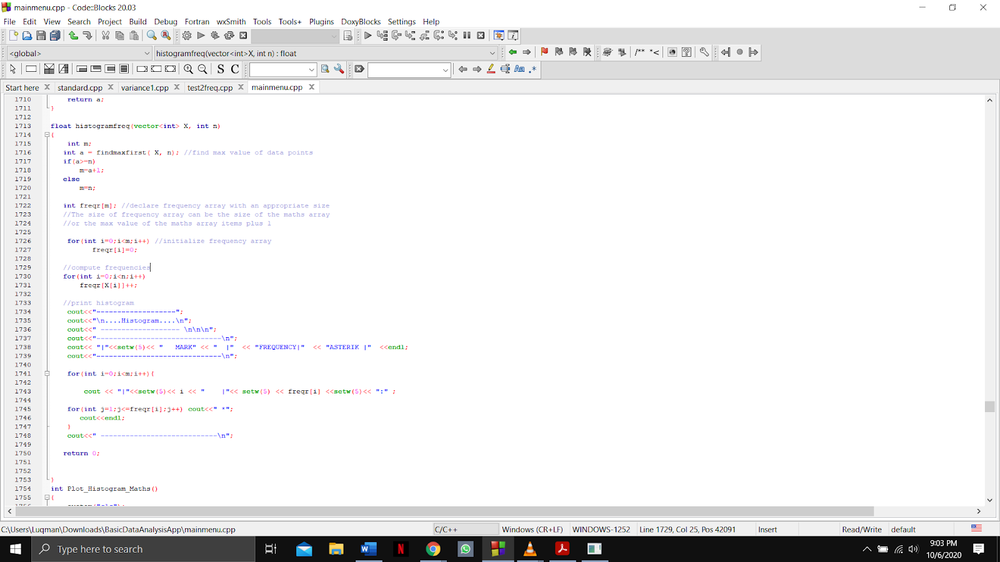 mainmenu.cpp - Code::Blocks 20.03
File Edit View Search Project Build Debug Fortran wxSmith Tools Tools+ Plugins DoxyBlocks Settings Help
<global> histogramfreq(vector<int>X, int n) : float
/** *<
S C
Aa .*
Start here standard.cpp variance1.cpp test2freq.cpp mainmenu.cpp
1710 return a;
1711 }
1712
1713 float histogramfreq(vector<int> X, int n)
1714 {
1715 int m;
1716 int a = findmaxfirst( X, n); //find max value of data points
1717 if(a>=n)
1718 m=a+1;
1719 else
1720 m=n;
1721
1722 int freqr[m]; //declare frequency array with an appropriate size
1723 //The size of frequency array can be the size of the maths array
1724 //or the max value of the maths array items plus 1
1725
1726 for(int i=0;i<m;i++) //initialize frequency array
1727 freqr[i]=0;
1728
1729 //compute frequencies
1730 for(int i=0;i<n;i++)
1731 freqr[X[i]]++;
1732
1733 //print histogram
1734 cout<<"-------------------";
1735 cout<<"\n....Histogram....\n";
1736 cout<<" ------------------- \n\n\n";
1737 cout<<"------------------------------\n";
1738 cout<< "|"<<setw(5)<< "   MARK" << "  |"  << "FREQUENCY|"  << "ASTERIK |"  <<endl;
1739 cout<<"------------------------------\n";
1740
1741 for(int i=0;i<m;i++){
1742
1743 cout << "|"<<setw(5)<< i << "    |"<< setw(5) << freqr[i] <<setw(5)<< ":" ;
1744
1745 for(int j=1;j<=freqr[i];j++) cout<<" *";
1746 cout<<endl;
1747 }
1748 cout<<" ----------------------------\n";
1749
1750 return 0;
1751
1752
1753 }
1754 int Plot_Histogram_Maths()
1755 {
C:\Users\Luqman\Downloads\BasicDataAnalysisApp\mainmenu.cpp C/C++ Windows (CR+LF) WINDOWS-1252 Line 1729, Col 25, Pos 42091 Insert Read/Write default
Type here to search
9:03 PM
10/6/2020